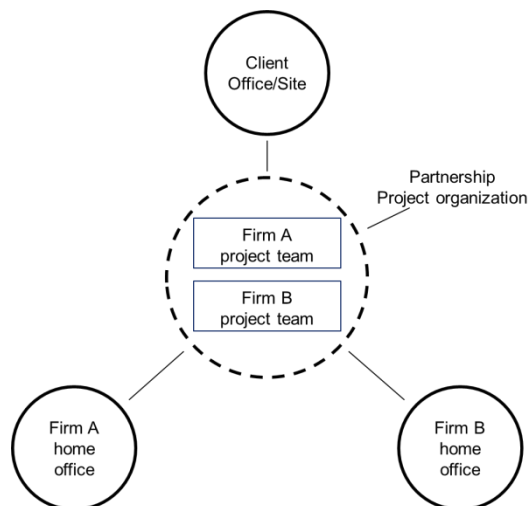 Client
Office/Site
Partnership
Project organization
Firm A
project team
Firm B
project team
Firm A
home
office
Firm B
home
office